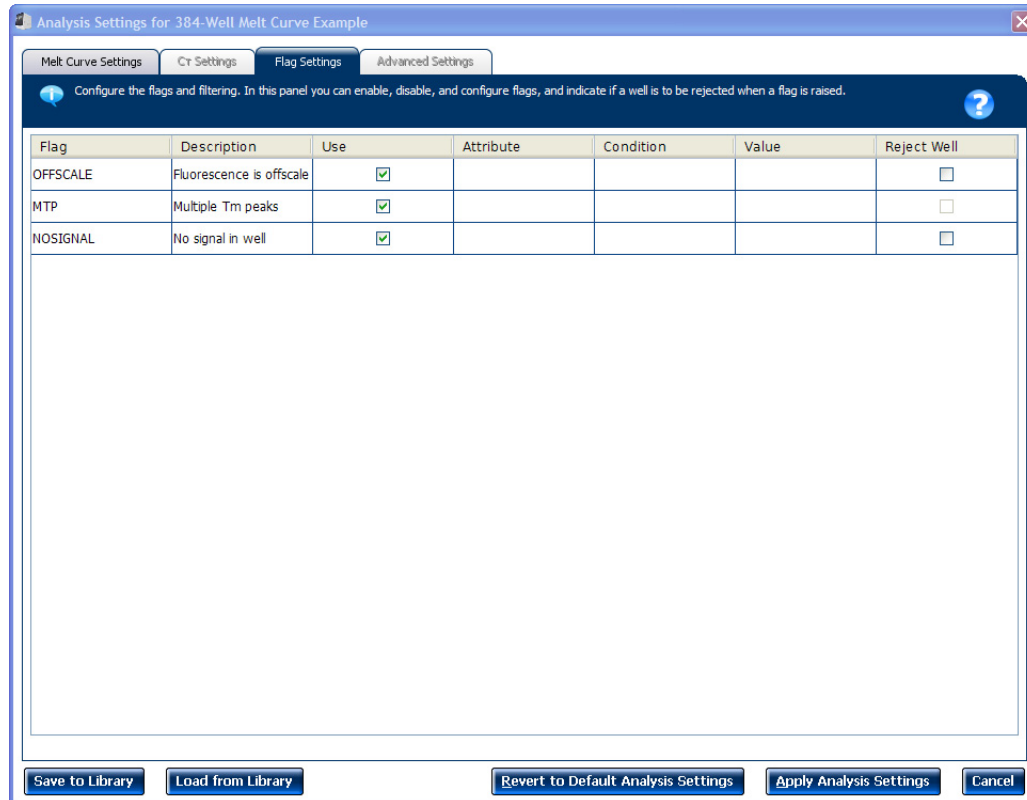 Analysis Settings for 384-Well Melt Curve Example
Melt Curve Settings CT Settings Flag Settings Advanced Settings
Configure the flags and filtering. In this panel you can enable, disable, and configure flags, and indicate if a well is to be rejected when a flag is raised.
?
Flag Description Use Attribute Condition Value Reject Well
OFFSCALE Fluorescence is offscale
MTP Multiple Tm peaks
NOSIGNAL No signal in well
Save to Library Load from Library Revert to Default Analysis Settings Apply Analysis Settings Cancel